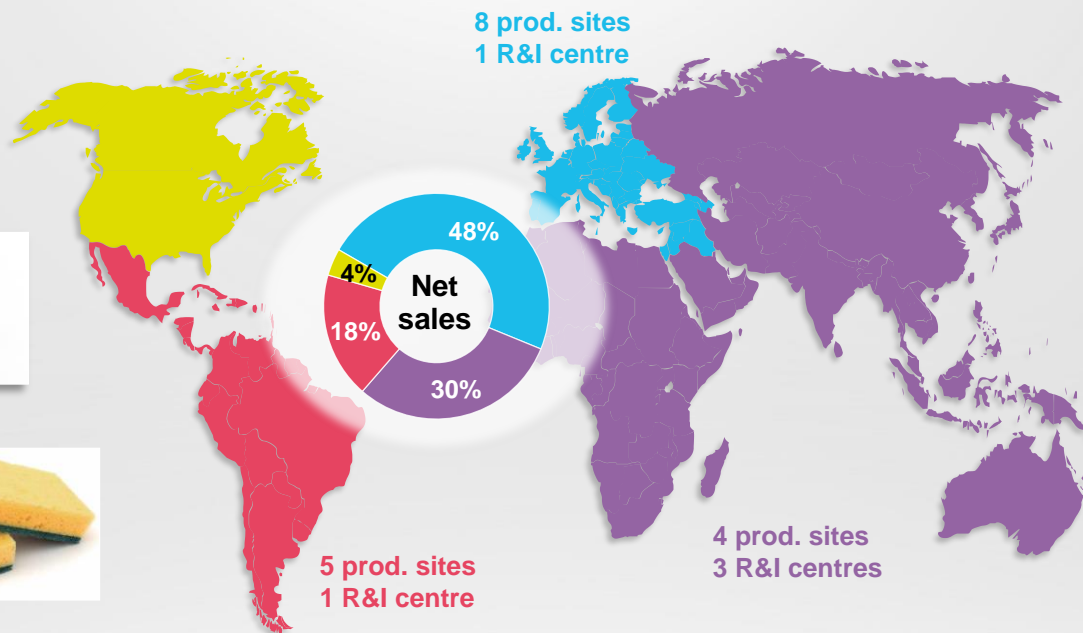 8 prod. sites
1 R&I centre
48%
4%
Net
sales
18%
30%
4 prod. sites
3 R&I centres
5 prod. sites
1 R&I centre